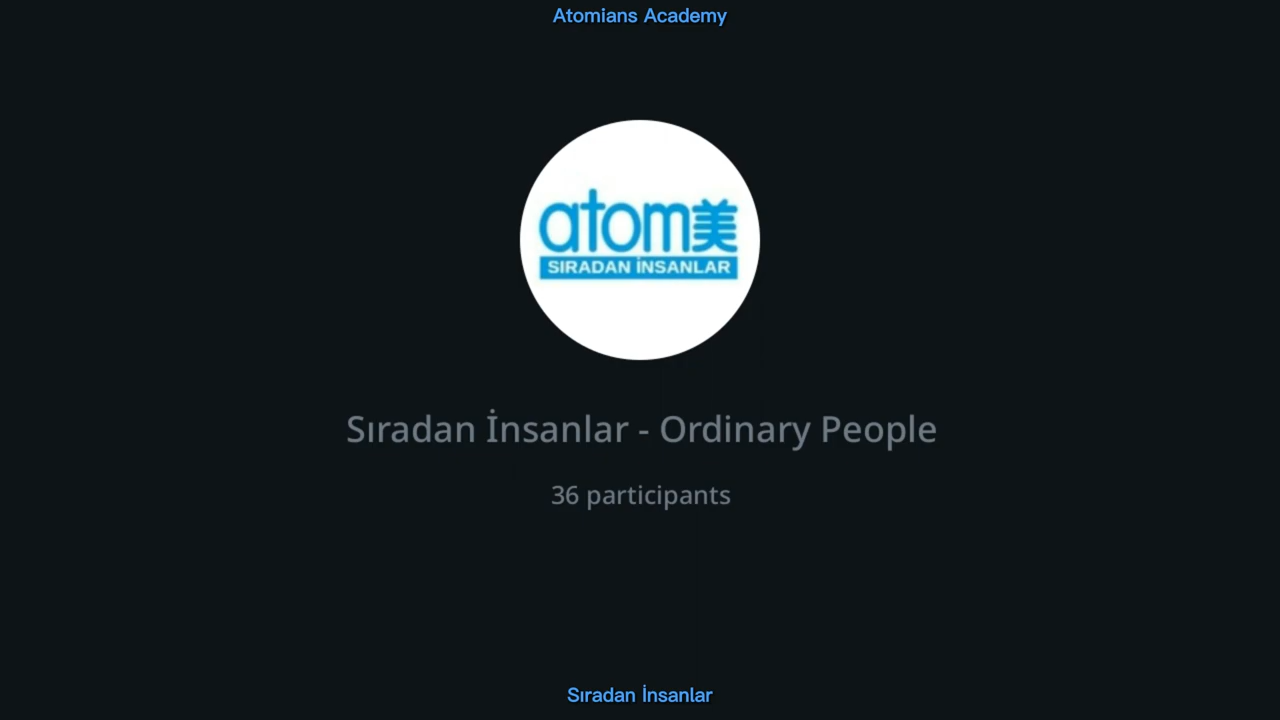 Atomians Academy
atom美
SIRADAN İNSANLAR
Sıradan İnsanlar - Ordinary People
36 participants
Sıradan İnsanlar